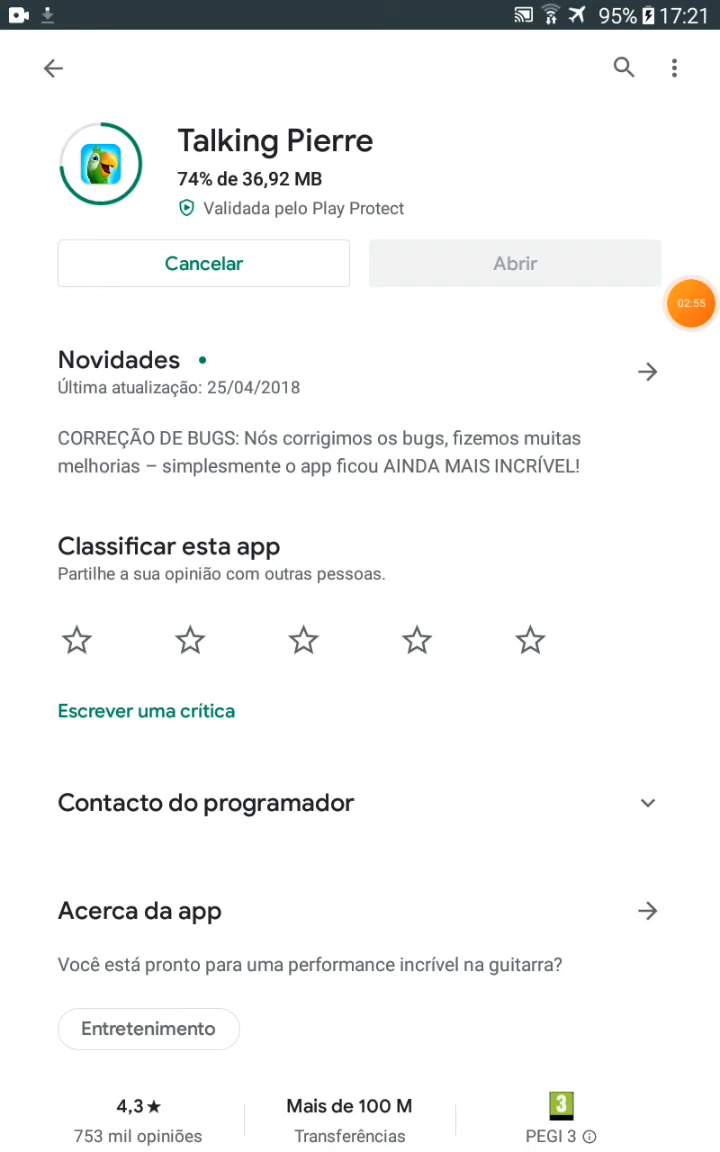 95% 17:21
Talking Pierre
74% de 36,92 MB
Validada pelo Play Protect
Cancelar
Abrir
02:55
Novidades
Última atualização: 25/04/2018
CORREÇÃO DE BUGS: Nós corrigimos os bugs, fizemos muitas
melhorias – simplesmente o app ficou AINDA MAIS INCRÍVEL!
Classificar esta app
Partilhe a sua opinião com outras pessoas.
Escrever uma crítica
Contacto do programador
Acerca da app
Você está pronto para uma performance incrível na guitarra?
Entretenimento
4,3★ Mais de 100 M 3
753 mil opiniões Transferências PEGI 3